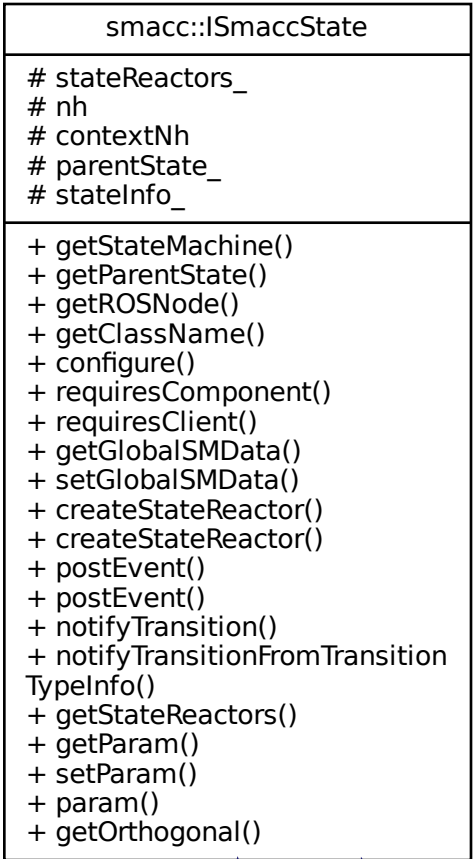 smacc::ISmaccState
# stateReactors_
# nh
# contextNh
# parentState_
# stateInfo_
+ getStateMachine()
+ getParentState()
+ getROSNode()
+ getClassName()
+ configure()
+ requiresComponent()
+ requiresClient()
+ getGlobalSMData()
+ setGlobalSMData()
+ createStateReactor()
+ createStateReactor()
+ postEvent()
+ postEvent()
+ notifyTransition()
+ notifyTransitionFromTransition
TypeInfo()
+ getStateReactors()
+ getParam()
+ setParam()
+ param()
+ getOrthogonal()